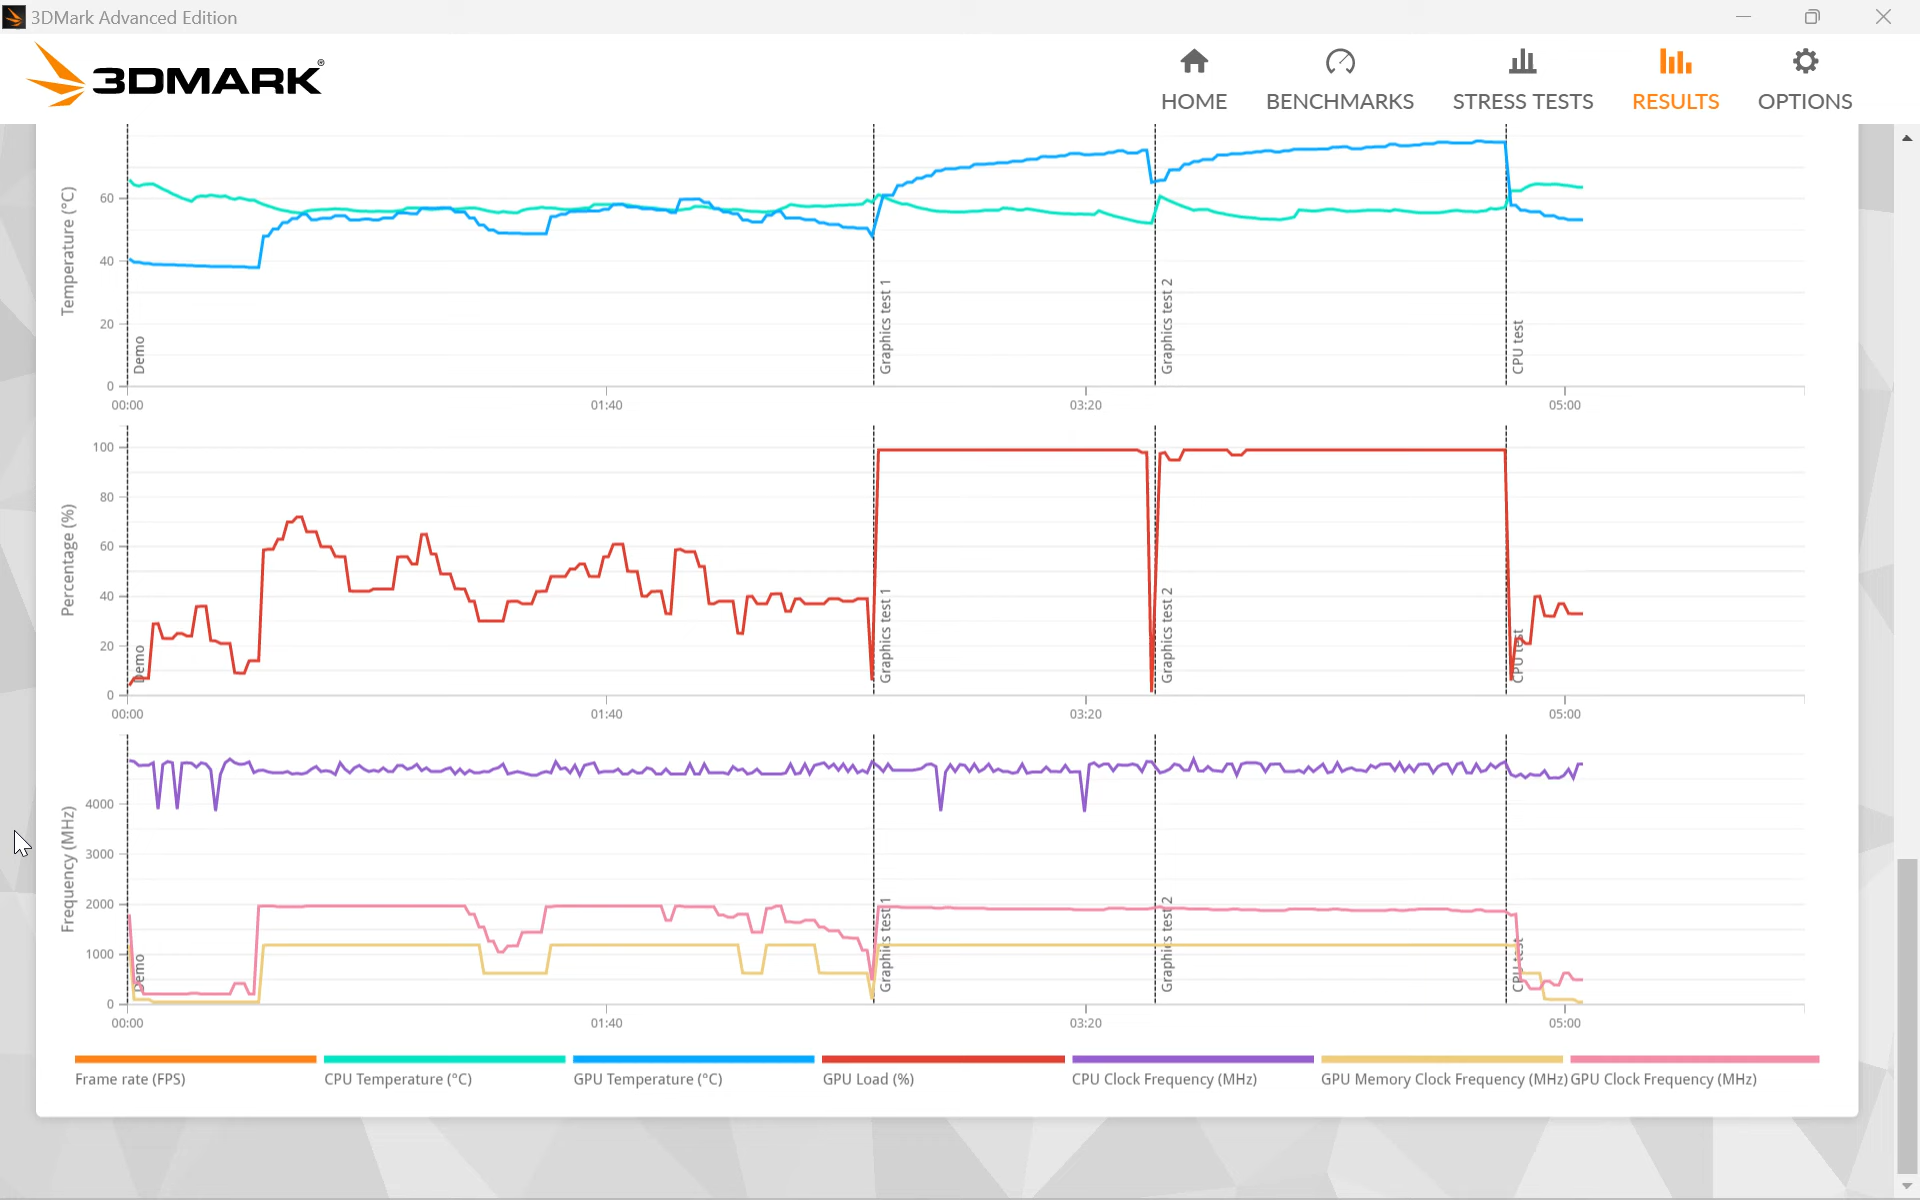 3DMark Advanced Edition
3DMARK®
HOME
BENCHMARKS
STRESS TESTS
RESULTS
OPTIONS
Temperature (°C)
60
40
20
0
Demo
Graphics test 1
Graphics test 2
CPU test
00:00
01:40
03:20
05:00
Percentage (%)
100
80
60
40
20
0
Demo
Graphics test 1
Graphics test 2
CPU test
00:00
01:40
03:20
05:00
Frequency (MHz)
4000
3000
2000
1000
0
Demo
Graphics test 1
Graphics test 2
CPU test
00:00
01:40
03:20
05:00
Frame rate (FPS)
CPU Temperature (°C)
GPU Temperature (°C)
GPU Load (%)
CPU Clock Frequency (MHz)
GPU Memory Clock Frequency (MHz)
GPU Clock Frequency (MHz)